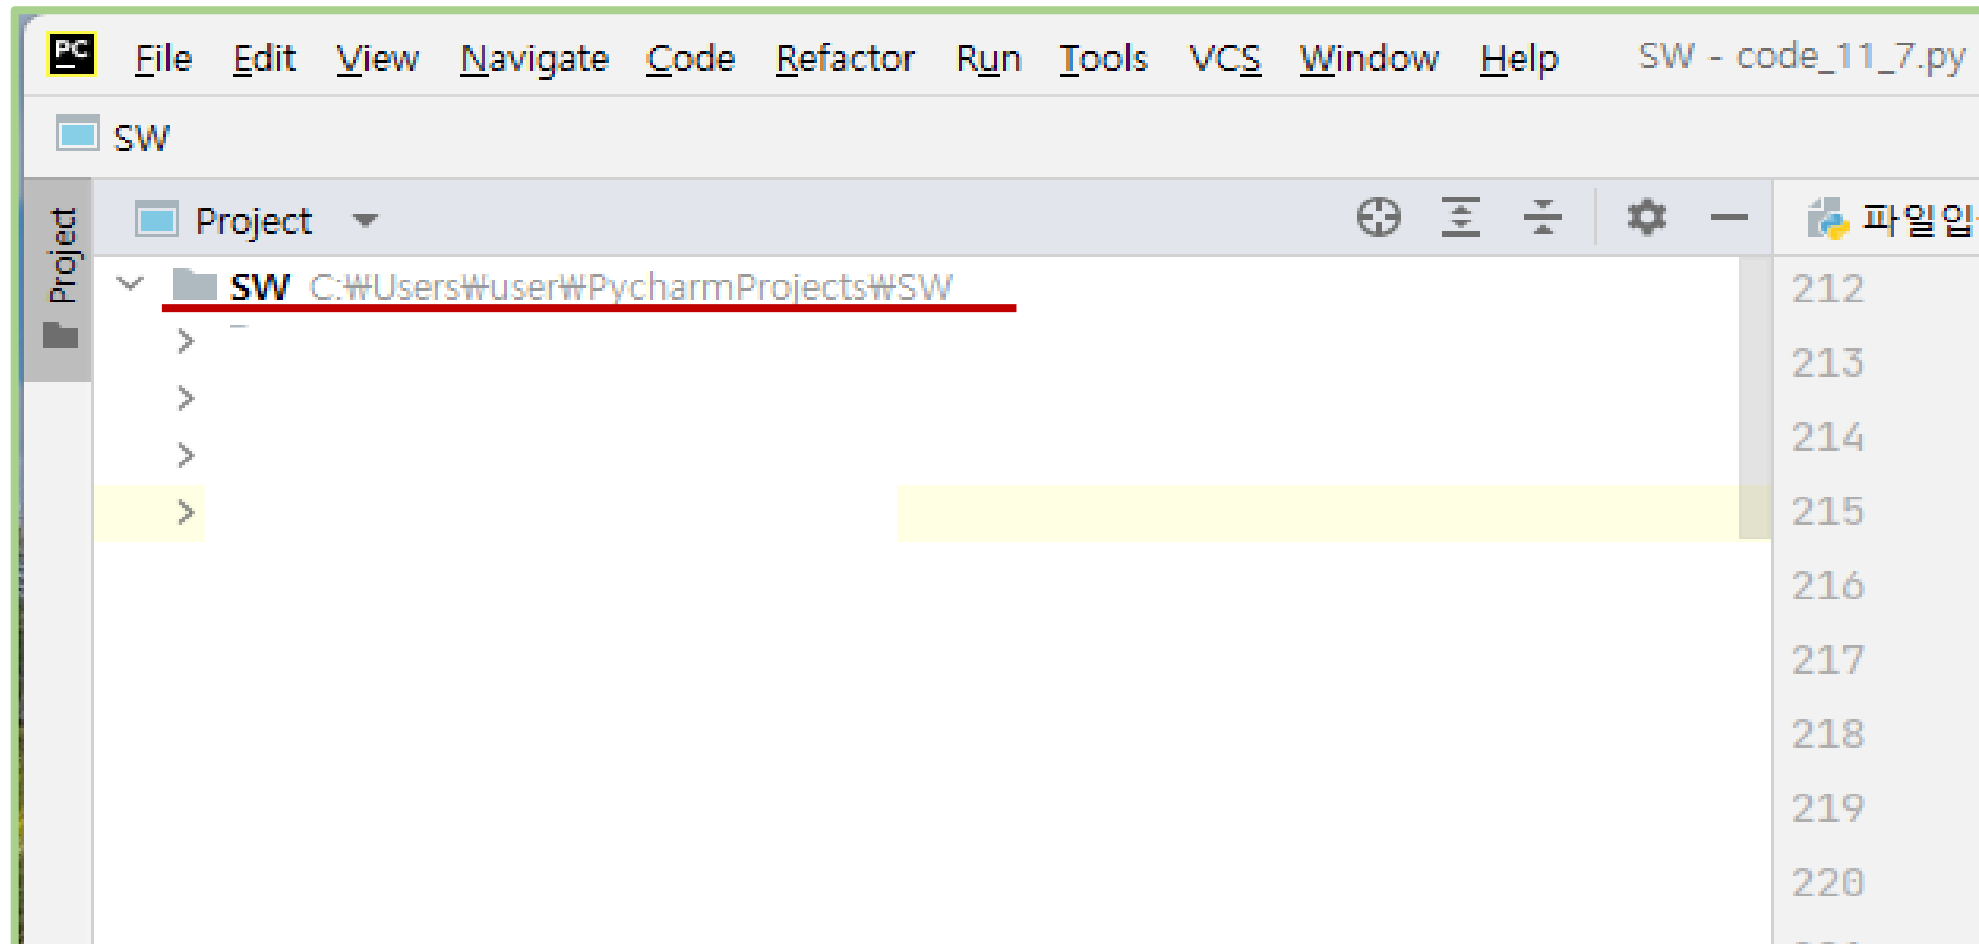 PC File Edit View Navigate Code Refactor Run Tools VCS Window Help SW - code_11_7.py
SW
Project
Project
파일입
SW C:₩Users₩user₩PycharmProjects₩SW
212
213
214
215
216
217
218
219
220